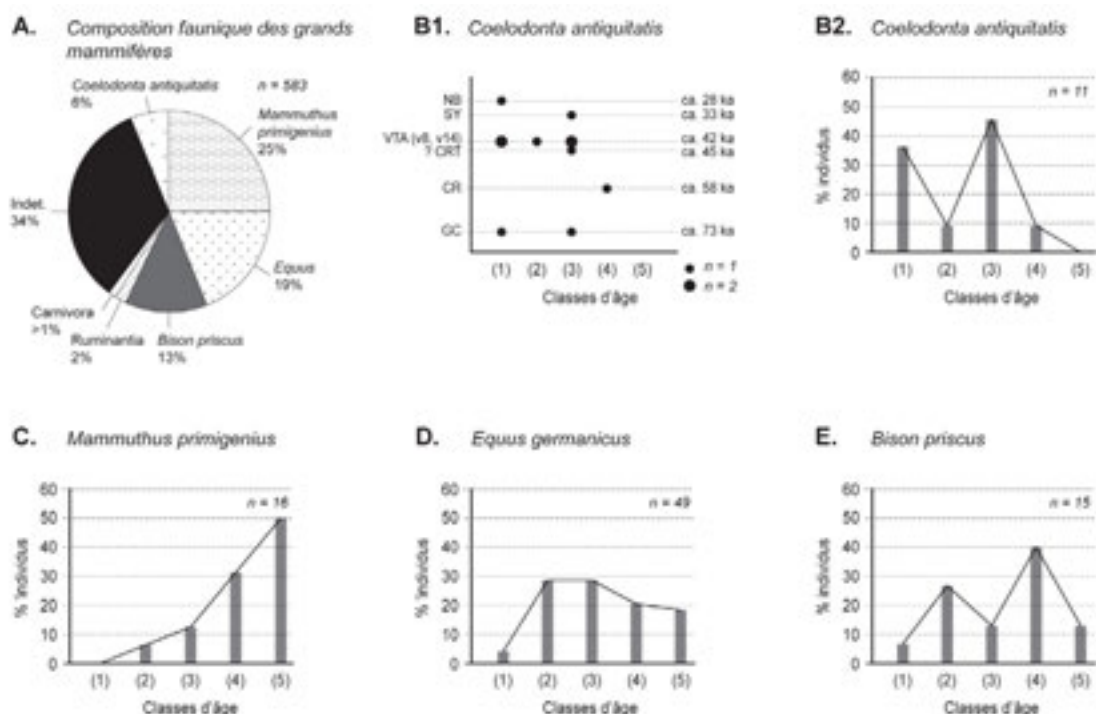 A. Composition faunique des grands
mammifères
Coelodonta antiquitatis
6%
n = 583
Mammuthus
primigenius
25%
Indet.
34%
Equus
19%
Carnivora
>1%
Ruminantia
2%
Bison priscus
13%
B1. Coelodonta antiquitatis
NB
ca. 28 ka
SY
ca. 33 ka
VTA (v8, v14)
ca. 42 ka
? CRT
ca. 45 ka
CR
ca. 58 ka
GC
ca. 73 ka
(1) (2) (3) (4) (5)
Classes d'âge
n = 1
n = 2
B2. Coelodonta antiquitatis
n = 11
% individus
60
50
40
30
20
10
0
(1) (2) (3) (4) (5)
Classes d'âge
C. Mammuthus primigenius
n = 16
% individus
60
50
40
30
20
10
0
(1) (2) (3) (4) (5)
Classes d'âge
D. Equus germanicus
n = 49
% individus
60
50
40
30
20
10
0
(1) (2) (3) (4) (5)
Classes d'âge
E. Bison priscus
n = 15
% individus
60
50
40
30
20
10
0
(1) (2) (3) (4) (5)
Classes d'âge